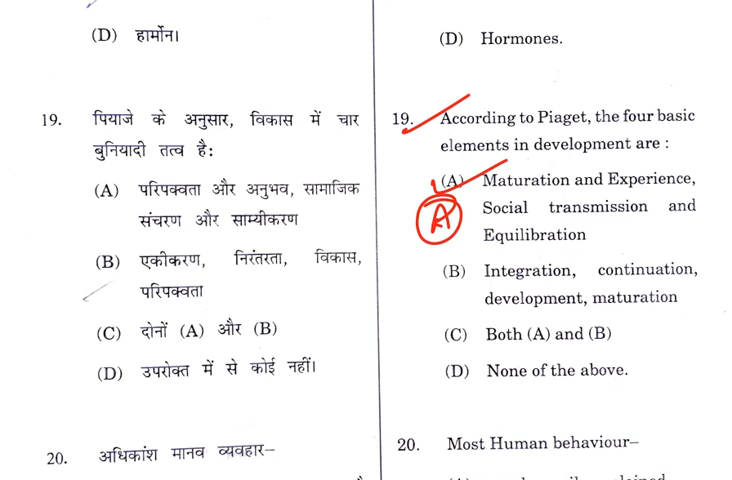 (D) हार्मोन।
19. पियाजे के अनुसार, विकास में चार
बुनियादी तत्व है:
(A) परिपक्वता और अनुभव, सामाजिक
संचरण और साम्यीकरण
(B) एकीकरण, निरंतरता, विकास,
परिपक्वता
(C) दोनों (A) और (B)
(D) उपरोक्त में से कोई नहीं।
20. अधिकांश मानव व्यवहार–
(D) Hormones.
19. According to Piaget, the four basic
elements in development are :
(A) Maturation and Experience,
A Social transmission and
Equilibration
(B) Integration, continuation,
development, maturation
(C) Both (A) and (B)
(D) None of the above.
20. Most Human behaviour–